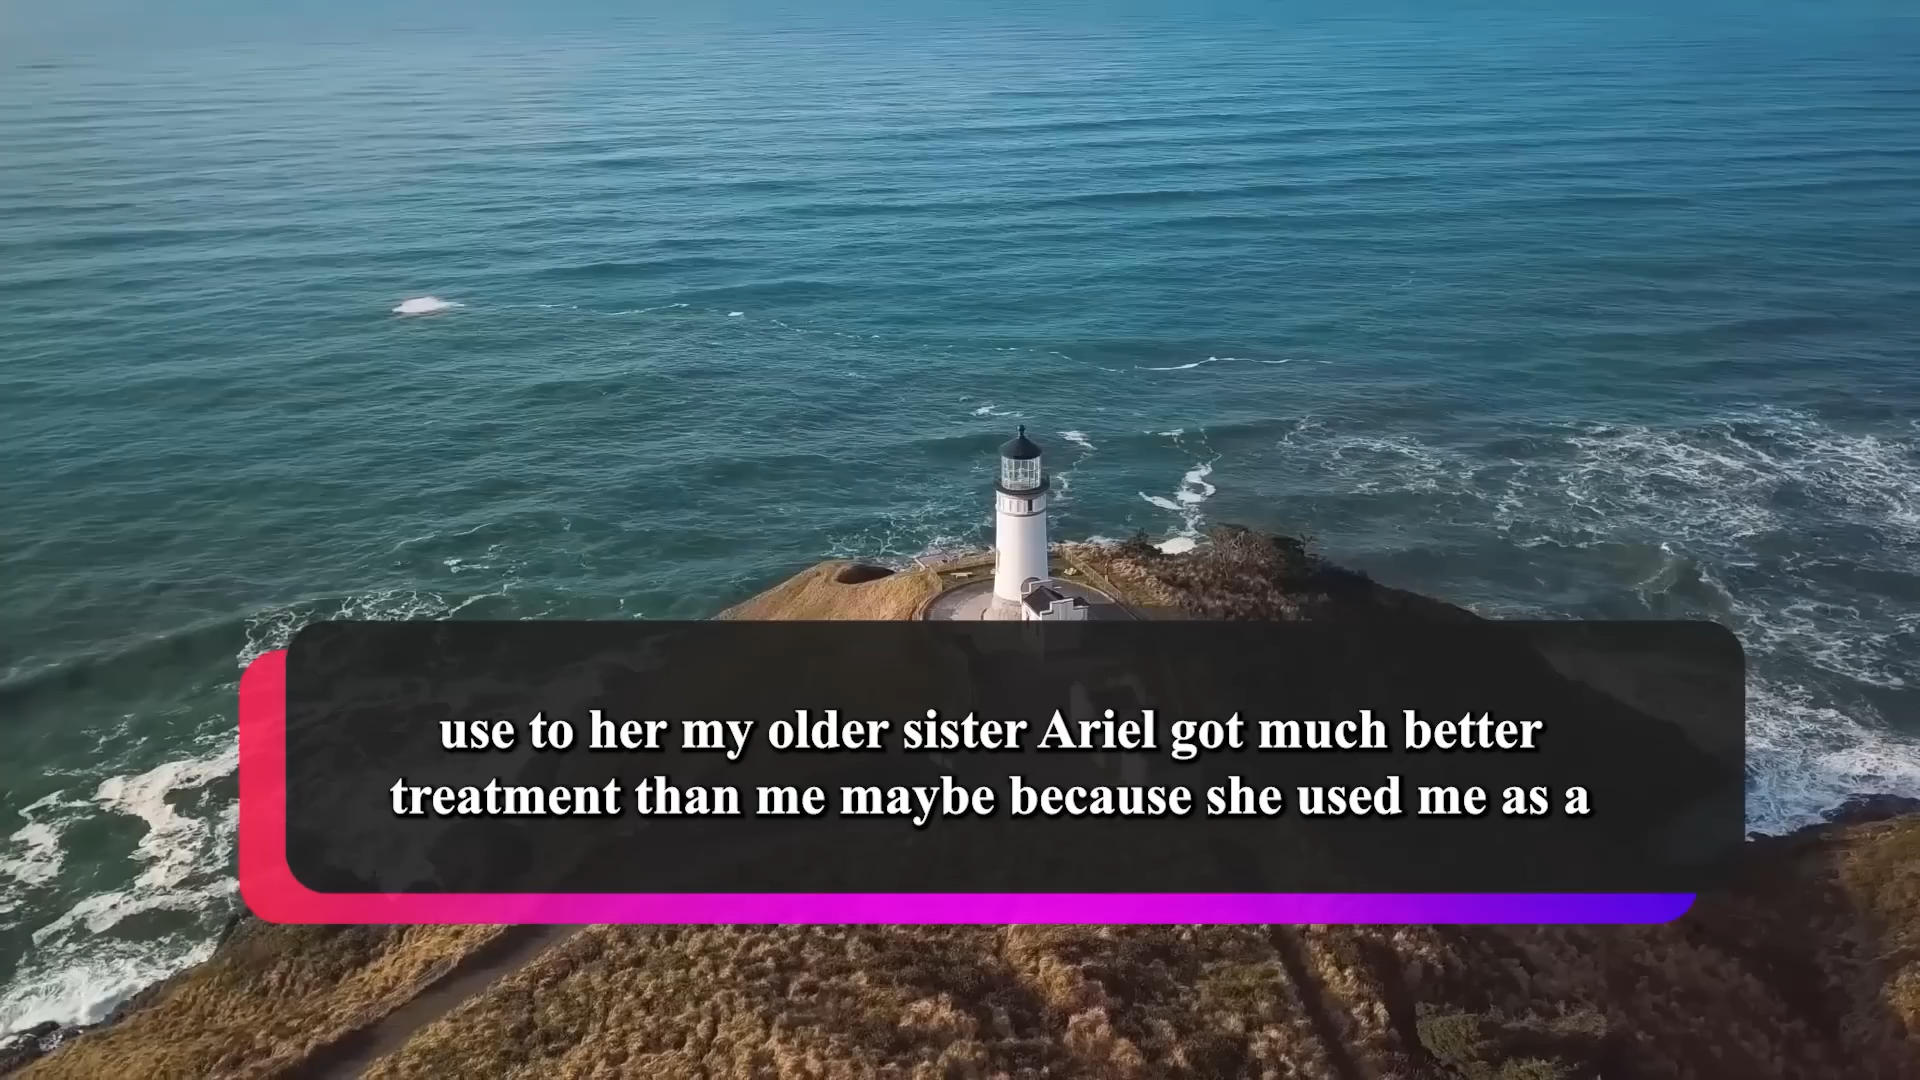 use to her my older sister Ariel got much better
treatment than me maybe because she used me as a